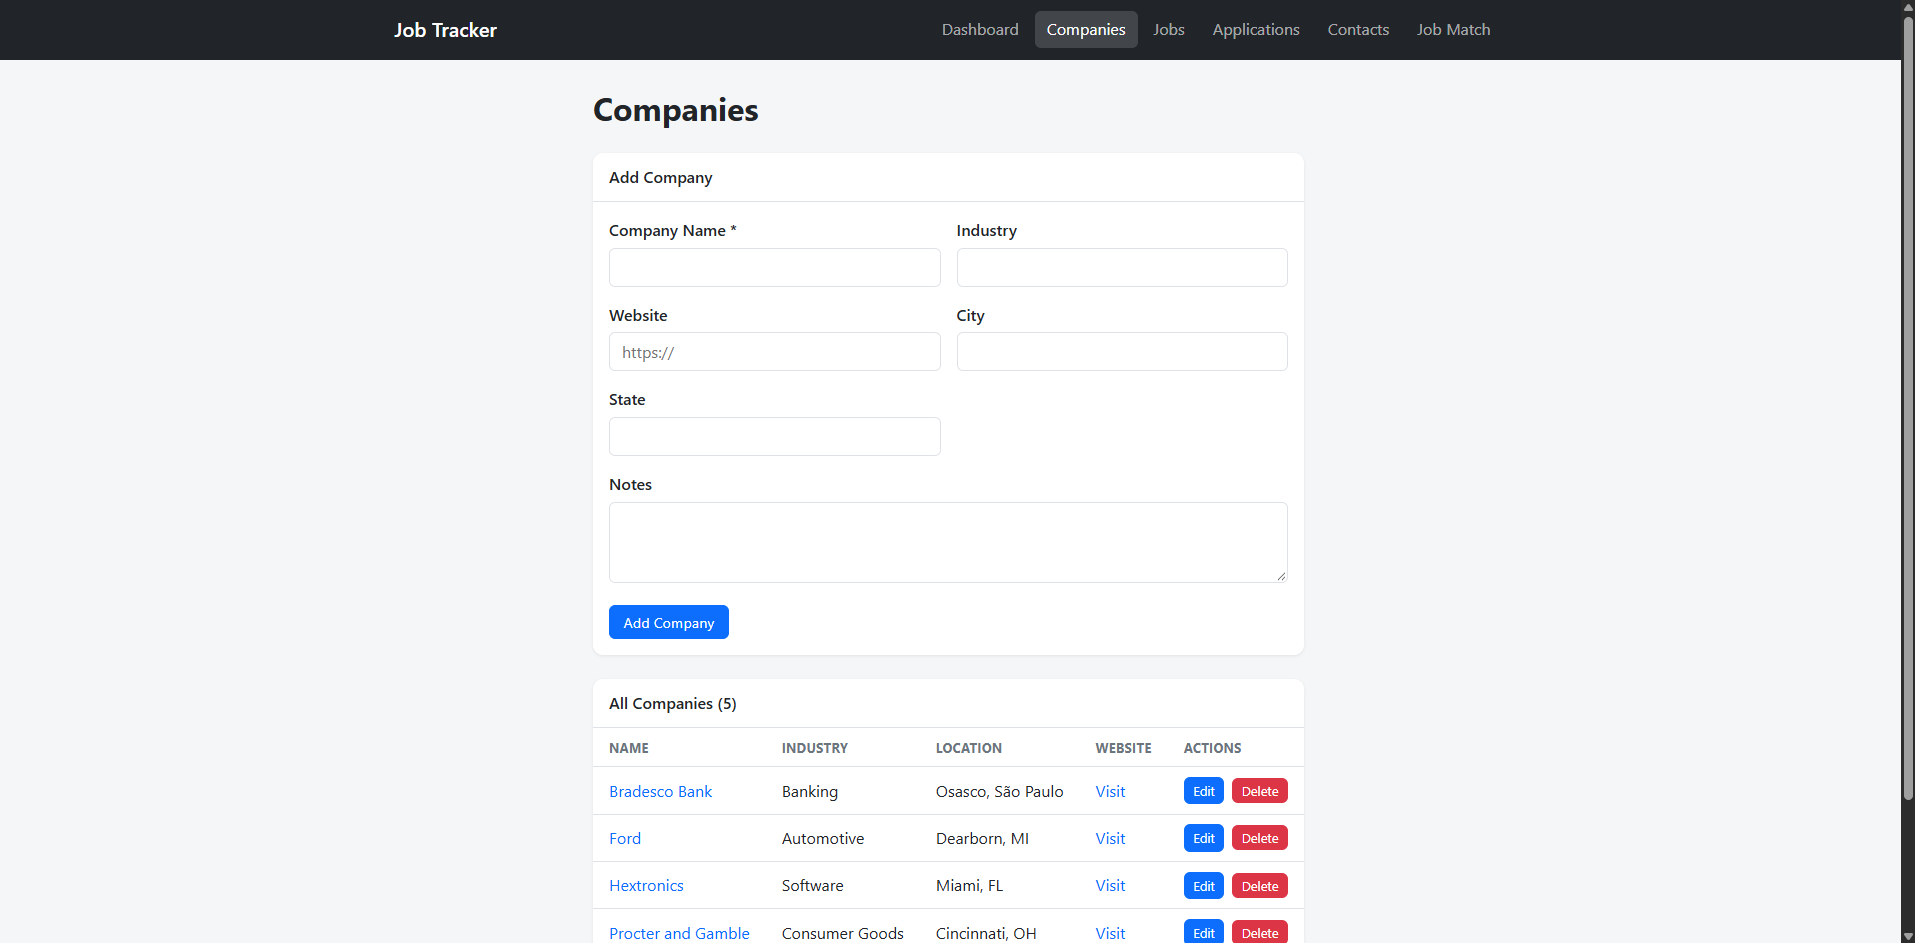 Job Tracker Dashboard Companies Jobs Applications Contacts Job Match
Companies
Add Company
Company Name * Industry
Website City
https://
State
Notes
Add Company
All Companies (5)
NAME INDUSTRY LOCATION WEBSITE ACTIONS
Bradesco Bank Banking Osasco, São Paulo Visit Edit Delete
Ford Automotive Dearborn, MI Visit Edit Delete
Hextronics Software Miami, FL Visit Edit Delete
Procter and Gamble Consumer Goods Cincinnati, OH Visit Edit Delete